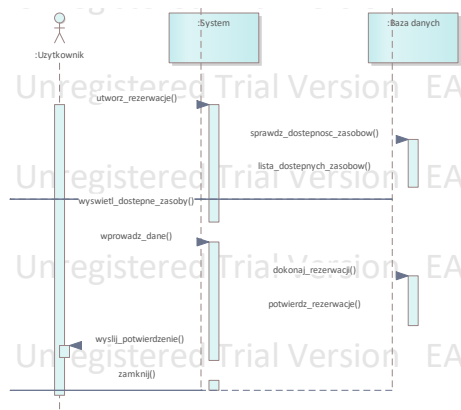 :Uzytkownik
:System
:Baza danych
Unregistered Trial Version EA
utworz_rezerwacje()
sprawdz_dostepnosc_zasobow()
lista_dostepnych_zasobow()
Unregistered Trial Version EA
wyswietl_dostepne_zasoby()
wprowadz_dane()
Unregistered Trial Version EA
dokonaj_rezerwacji()
potwierdz_rezerwacje()
wyslij_potwierdzenie()
Unregistered Trial Version EA
zamknij()